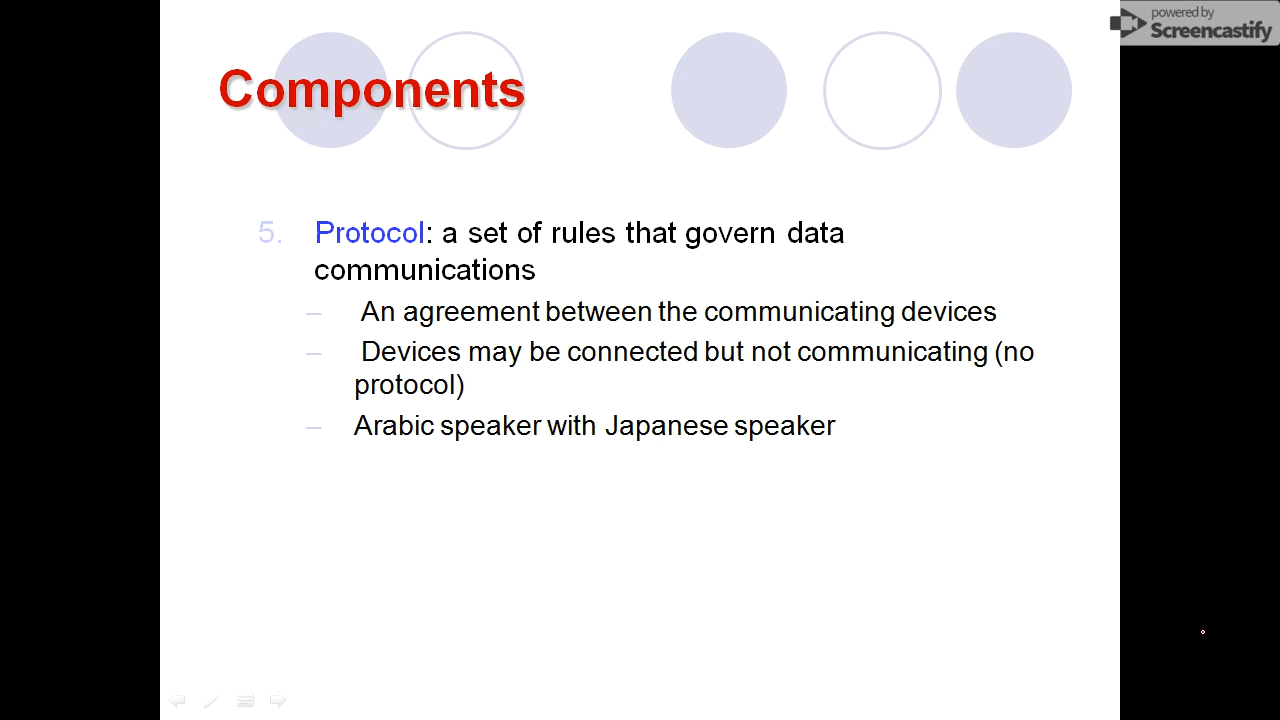 powered by
Screencastify
Components
5. Protocol: a set of rules that govern data
communications
– An agreement between the communicating devices
– Devices may be connected but not communicating (no
protocol)
– Arabic speaker with Japanese speaker